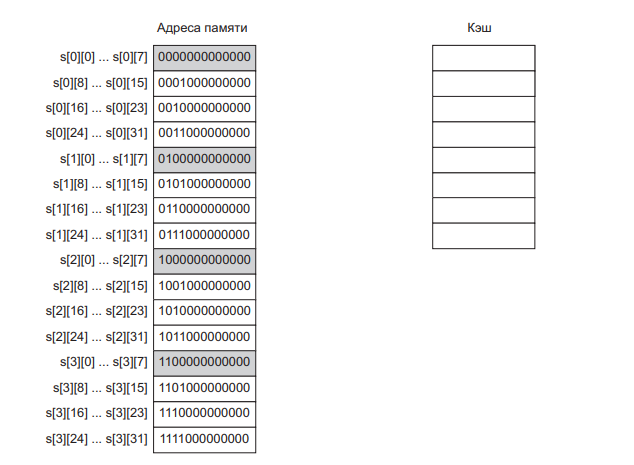 Адреса памяти Кэш
s[0][0] ... s[0][7] 0000000000000
s[0][8] ... s[0][15] 0001000000000
s[0][16] ... s[0][23] 0010000000000
s[0][24] ... s[0][31] 0011000000000
s[1][0] ... s[1][7] 0100000000000
s[1][8] ... s[1][15] 0101000000000
s[1][16] ... s[1][23] 0110000000000
s[1][24] ... s[1][31] 0111000000000
s[2][0] ... s[2][7] 1000000000000
s[2][8] ... s[2][15] 1001000000000
s[2][16] ... s[2][23] 1010000000000
s[2][24] ... s[2][31] 1011000000000
s[3][0] ... s[3][7] 1100000000000
s[3][8] ... s[3][15] 1101000000000
s[3][16] ... s[3][23] 1110000000000
s[3][24] ... s[3][31] 1111000000000